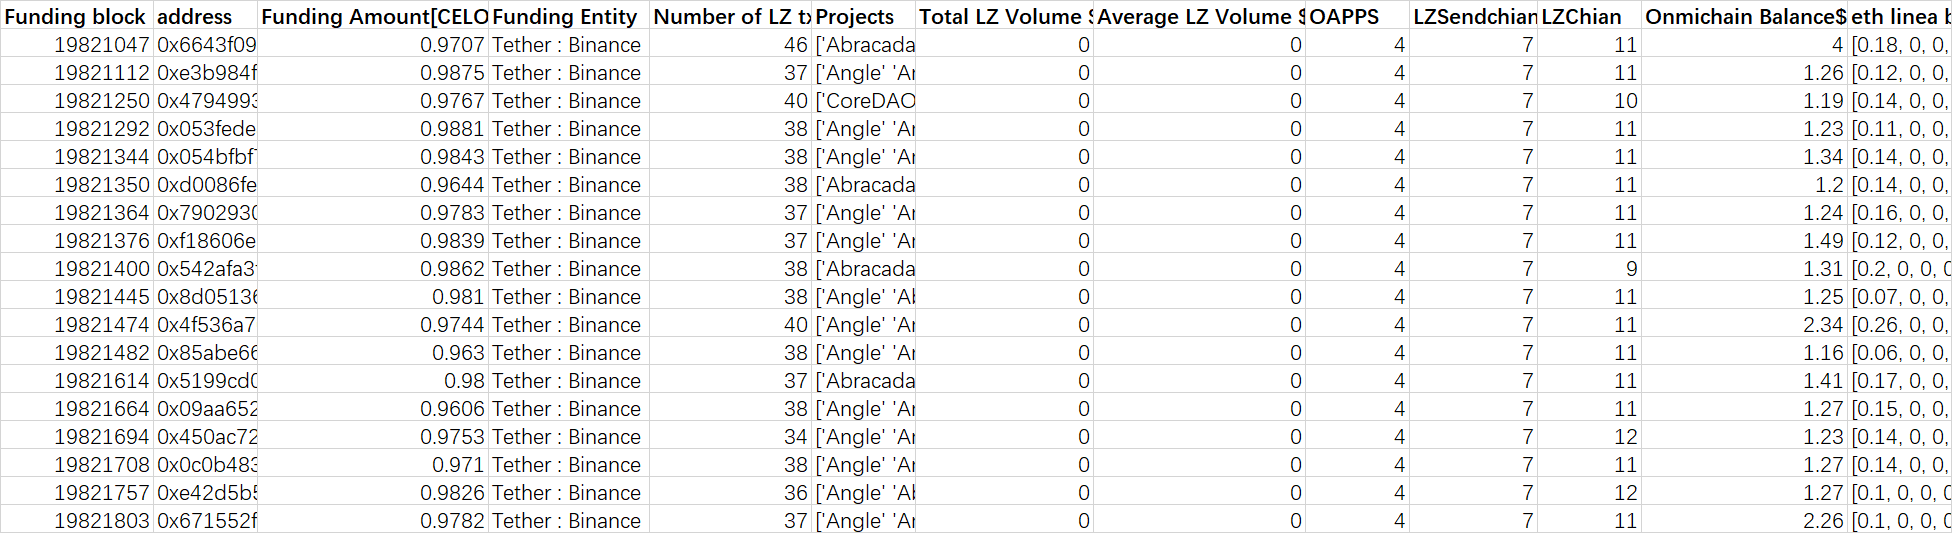 Funding block address Funding Amount[CELO Funding Entity Number of LZ tx Projects Total LZ Volume $ Average LZ Volume $ OAPPS LZSendchian LZChian Onmichain Balance$ eth linea b
19821047 0x6643f09 0.9707 Tether : Binance 46 ['Abracada 0 0 4 7 11 4 [0.18, 0, 0,
19821112 0xe3b984f 0.9875 Tether : Binance 37 ['Angle' 'Ar 0 0 4 7 11 1.26 [0.12, 0, 0,
19821250 0x4794993 0.9767 Tether : Binance 40 ['CoreDAO 0 0 4 7 10 1.19 [0.14, 0, 0,
19821292 0x053fede 0.9881 Tether : Binance 38 ['Angle' 'Ar 0 0 4 7 11 1.23 [0.11, 0, 0,
19821344 0x054bfbf 0.9843 Tether : Binance 38 ['Angle' 'Ar 0 0 4 7 11 1.34 [0.14, 0, 0,
19821350 0xd0086fe 0.9644 Tether : Binance 38 ['Abracada 0 0 4 7 11 1.2 [0.14, 0, 0,
19821364 0x7902930 0.9783 Tether : Binance 37 ['Angle' 'Ar 0 0 4 7 11 1.24 [0.16, 0, 0,
19821376 0xf18606e 0.9839 Tether : Binance 37 ['Angle' 'Ar 0 0 4 7 11 1.49 [0.12, 0, 0,
19821400 0x542afa3 0.9862 Tether : Binance 38 ['Abracada 0 0 4 7 9 1.31 [0.2, 0, 0, 0
19821445 0x8d05136 0.981 Tether : Binance 38 ['Angle' 'Ab 0 0 4 7 11 1.25 [0.07, 0, 0,
19821474 0x4f536a7 0.9744 Tether : Binance 40 ['Angle' 'Ar 0 0 4 7 11 2.34 [0.26, 0, 0,
19821482 0x85abe66 0.963 Tether : Binance 38 ['Angle' 'Ar 0 0 4 7 11 1.16 [0.06, 0, 0,
19821614 0x5199cd0 0.98 Tether : Binance 37 ['Abracada 0 0 4 7 11 1.41 [0.17, 0, 0,
19821664 0x09aa652 0.9606 Tether : Binance 38 ['Angle' 'Ar 0 0 4 7 11 1.27 [0.15, 0, 0,
19821694 0x450ac72 0.9753 Tether : Binance 34 ['Angle' 'Ar 0 0 4 7 12 1.23 [0.14, 0, 0,
19821708 0x0c0b483 0.971 Tether : Binance 38 ['Angle' 'Ar 0 0 4 7 11 1.27 [0.14, 0, 0,
19821757 0xe42d5b5 0.9826 Tether : Binance 36 ['Angle' 'Ab 0 0 4 7 12 1.27 [0.1, 0, 0, 0
19821803 0x671552f 0.9782 Tether : Binance 37 ['Angle' 'Ar 0 0 4 7 11 2.26 [0.1, 0, 0, 0